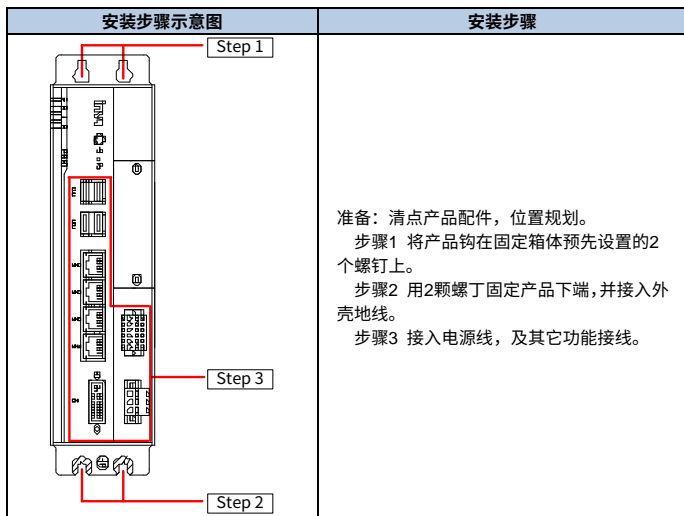 安装步骤示意图
安装步骤
Step 1
准备：清点产品配件，位置规划。
步骤1 将产品钩在固定箱体预先设置的2
个螺钉上。
步骤2 用2颗螺丁固定产品下端，并接入外
壳地线。
步骤3 接入电源线，及其它功能接线。
Step 3
Step 2